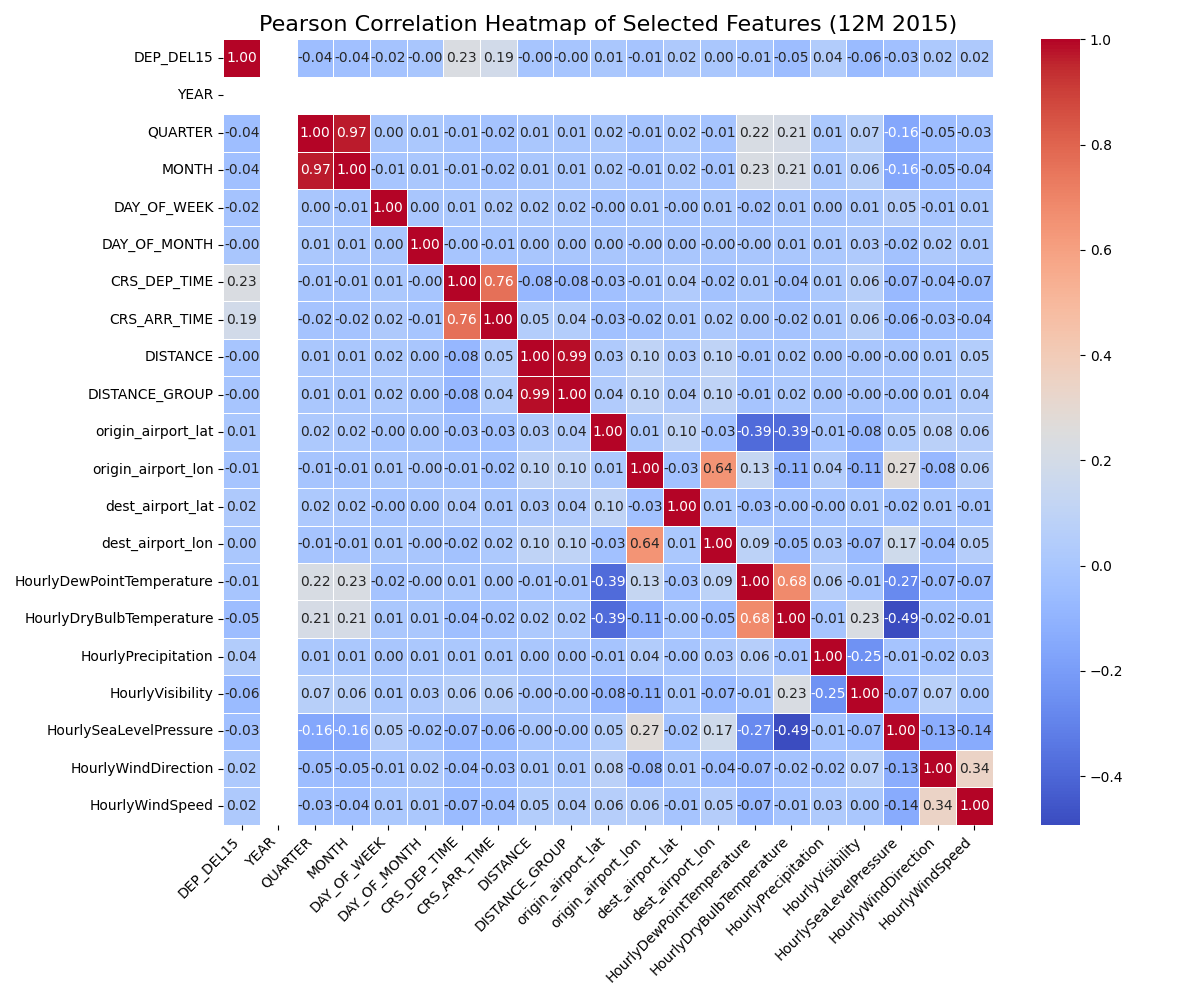 Pearson Correlation Heatmap of Selected Features (12M 2015)
DEP_DEL15 1.00 -0.04 -0.04 -0.02 -0.00 0.23 0.19 -0.00 -0.00 0.01 -0.01 0.02 0.00 -0.01 -0.05 0.04 -0.06 -0.03 0.02 0.02
YEAR
QUARTER -0.04 1.00 0.97 0.00 0.01 -0.01 -0.02 0.01 0.01 0.02 -0.01 0.02 -0.01 0.22 0.21 0.01 0.07 -0.16 -0.05 -0.03
MONTH -0.04 0.97 1.00 -0.01 0.01 -0.01 -0.02 0.01 0.01 0.02 -0.01 0.02 -0.01 0.23 0.21 0.01 0.06 -0.16 -0.05 -0.04
DAY_OF_WEEK -0.02 0.00 -0.01 1.00 0.00 0.01 0.02 0.02 0.02 -0.00 0.01 -0.00 0.01 -0.02 0.01 0.00 0.01 0.05 -0.01 0.01
DAY_OF_MONTH -0.00 0.01 0.01 0.00 1.00 -0.00 -0.01 0.00 0.00 0.00 -0.00 0.00 -0.00 -0.00 0.01 0.01 0.03 -0.02 0.02 0.01
CRS_DEP_TIME 0.23 -0.01 -0.01 0.01 -0.00 1.00 0.76 -0.08 -0.08 -0.03 -0.01 0.04 -0.02 0.01 -0.04 0.01 0.06 -0.07 -0.04 -0.07
CRS_ARR_TIME 0.19 -0.02 -0.02 0.02 -0.01 0.76 1.00 0.05 0.04 -0.03 -0.02 0.01 0.02 0.00 -0.02 0.01 0.06 -0.06 -0.03 -0.04
DISTANCE -0.00 0.01 0.01 0.02 0.00 -0.08 0.05 1.00 0.99 0.03 0.10 0.03 0.10 -0.01 0.02 0.00 -0.00 -0.00 0.01 0.05
DISTANCE_GROUP -0.00 0.01 0.01 0.02 0.00 -0.08 0.04 0.99 1.00 0.04 0.10 0.04 0.10 -0.01 0.02 0.00 -0.00 -0.00 0.01 0.04
origin_airport_lat 0.01 0.02 0.02 -0.00 0.00 -0.03 -0.03 0.03 0.04 1.00 0.01 0.10 -0.03 -0.39 -0.39 -0.01 -0.08 0.05 0.08 0.06
origin_airport_lon -0.01 -0.01 -0.01 0.01 -0.00 -0.01 -0.02 0.10 0.10 0.01 1.00 -0.03 0.64 0.13 -0.11 0.04 -0.11 0.27 -0.08 0.06
dest_airport_lat 0.02 0.02 0.02 -0.00 0.00 0.04 0.01 0.03 0.04 0.10 -0.03 1.00 0.01 -0.03 -0.00 -0.00 0.01 -0.02 0.01 -0.01
dest_airport_lon 0.00 -0.01 -0.01 0.01 -0.00 -0.02 0.02 0.10 0.10 -0.03 0.64 0.01 1.00 0.09 -0.05 0.03 -0.07 0.17 -0.04 0.05
HourlyDewPointTemperature -0.01 0.22 0.23 -0.02 -0.00 0.01 0.00 -0.01 -0.01 -0.39 0.13 -0.03 0.09 1.00 0.68 0.06 -0.01 -0.27 -0.07 -0.07
HourlyDryBulbTemperature -0.05 0.21 0.21 0.01 0.01 -0.04 -0.02 0.02 0.02 -0.39 -0.11 -0.00 -0.05 0.68 1.00 -0.01 0.23 -0.49 -0.02 -0.01
HourlyPrecipitation 0.04 0.01 0.01 0.00 0.01 0.01 0.01 0.00 0.00 -0.01 0.04 -0.00 0.03 0.06 -0.01 1.00 -0.25 -0.01 -0.02 0.03
HourlyVisibility -0.06 0.07 0.06 0.01 0.03 0.06 0.06 -0.00 -0.00 -0.08 -0.11 0.01 -0.07 -0.01 0.23 -0.25 1.00 -0.07 0.07 0.00
HourlySeaLevelPressure -0.03 -0.16 -0.16 0.05 -0.02 -0.07 -0.06 -0.00 -0.00 0.05 0.27 -0.02 0.17 -0.27 -0.49 -0.01 -0.07 1.00 -0.13 -0.14
HourlyWindDirection 0.02 -0.05 -0.05 -0.01 0.02 -0.04 -0.03 0.01 0.01 0.08 -0.08 0.01 -0.04 -0.07 -0.02 -0.02 0.07 -0.13 1.00 0.34
HourlyWindSpeed 0.02 -0.03 -0.04 0.01 0.01 -0.07 -0.04 0.05 0.04 0.06 0.06 -0.01 0.05 -0.07 -0.01 0.03 0.00 -0.14 0.34 1.00
DEP_DEL15
YEAR
QUARTER
MONTH
DAY_OF_WEEK
DAY_OF_MONTH
CRS_DEP_TIME
CRS_ARR_TIME
DISTANCE
DISTANCE_GROUP
origin_airport_lat
origin_airport_lon
dest_airport_lat
dest_airport_lon
HourlyDewPointTemperature
HourlyDryBulbTemperature
HourlyPrecipitation
HourlyVisibility
HourlySeaLevelPressure
HourlyWindDirection
HourlyWindSpeed
1.0
0.8
0.6
0.4
0.2
0.0
−0.2
−0.4